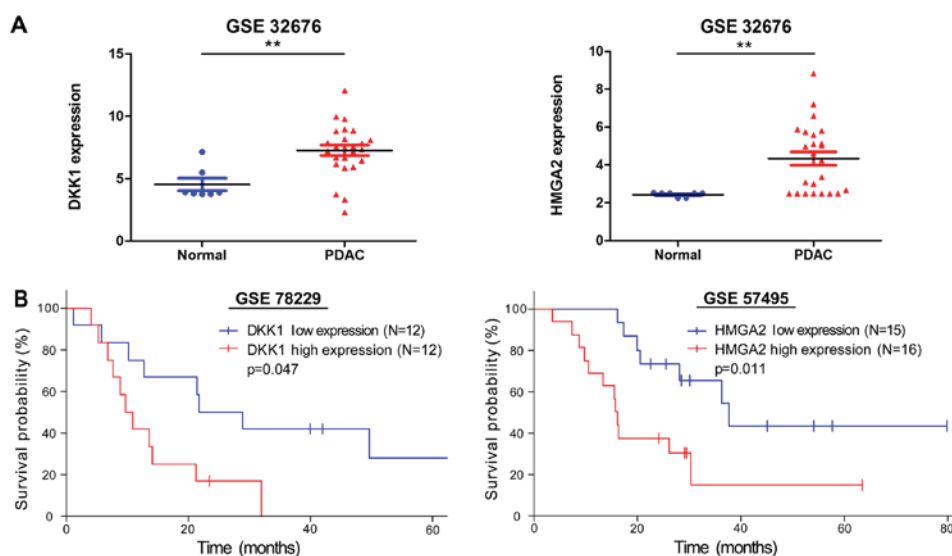 A
GSE 32676
**
DKK1 expression
15
10
5
0
Normal
PDAC
GSE 32676
**
HMGA2 expression
10
8
6
4
2
0
Normal
PDAC
B
GSE 78229
DKK1 low expression (N=12)
DKK1 high expression (N=12)
p=0.047
Survival probability (%)
100
80
60
40
20
0
0
20
40
60
Time (months)
GSE 57495
HMGA2 low expression (N=15)
HMGA2 high expression (N=16)
p=0.011
Survival probability (%)
100
80
60
40
20
0
0
20
40
60
80
Time (months)